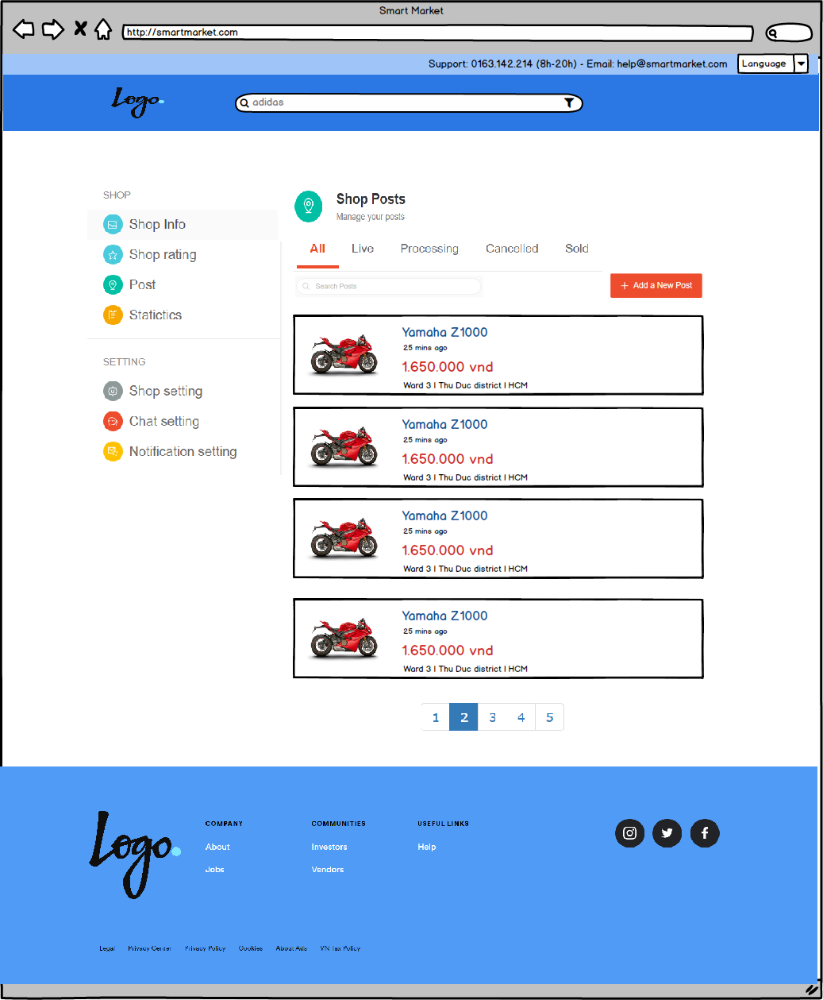 Smart Market
http://smartmarket.com
Support: 0163.142.214 (8h-20h) - Email: help@smartmarket.com
Language
Logo
adidas
SHOP
Shop Info
Shop rating
Post
Statictics
SETTING
Shop setting
Chat setting
Notification setting
Shop Posts
Manage your posts
All Live Processing Cancelled Sold
Search Posts
+ Add a New Post
Yamaha Z1000
25 mins ago
1.650.000 vnd
Ward 3 | Thu Duc district | HCM
Yamaha Z1000
25 mins ago
1.650.000 vnd
Ward 3 | Thu Duc district | HCM
Yamaha Z1000
25 mins ago
1.650.000 vnd
Ward 3 | Thu Duc district | HCM
Yamaha Z1000
25 mins ago
1.650.000 vnd
Ward 3 | Thu Duc district | HCM
1 2 3 4 5
Logo
COMPANY
About
Jobs
COMMUNITIES
Investors
Vendors
USEFUL LINKS
Help
Legal Privacy Center Privacy Policy Cookies About Ads VN Tax Policy